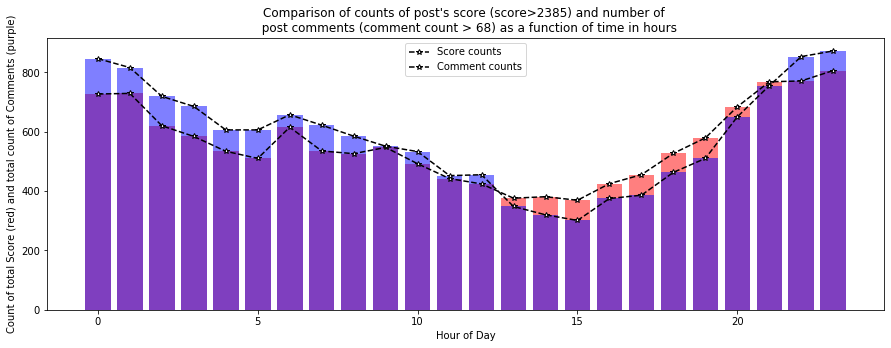 Comparison of counts of post's score (score>2385) and number of
post comments (comment count > 68) as a function of time in hours
Count of total Score (red) and total count of Comments (purple)
Score counts
Comment counts
800
600
400
200
0
0 5 10 15 20
Hour of Day